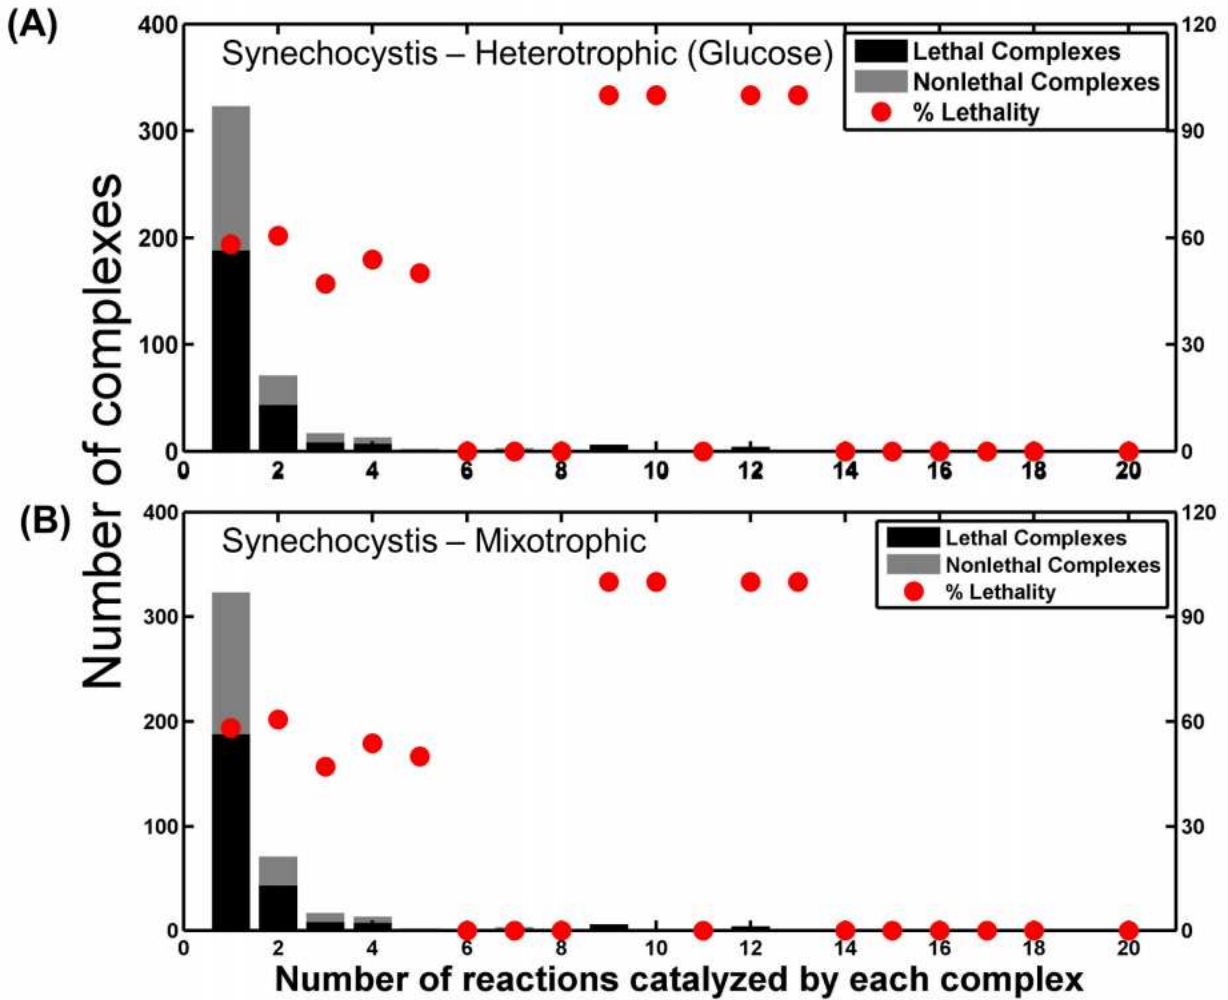 (A)
Synechocystis – Heterotrophic (Glucose)
Lethal Complexes
Nonlethal Complexes
% Lethality
400
300
200
100
0
120
90
60
30
0
0 2 4 6 8 10 12 14 16 18 20
Number of complexes
(B)
Synechocystis – Mixotrophic
Lethal Complexes
Nonlethal Complexes
% Lethality
400
300
200
100
0
120
90
60
30
0
0 2 4 6 8 10 12 14 16 18 20
Number of reactions catalyzed by each complex